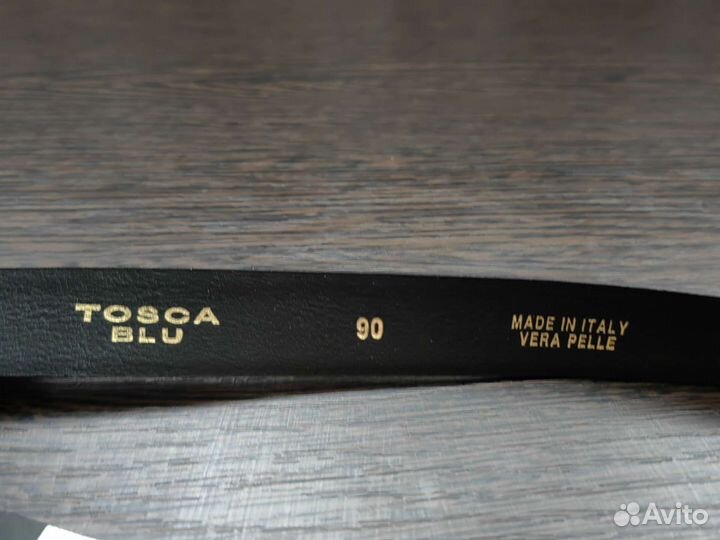 TOSCA
BLU
90
MADE IN ITALY
VERA PELLE
Avito